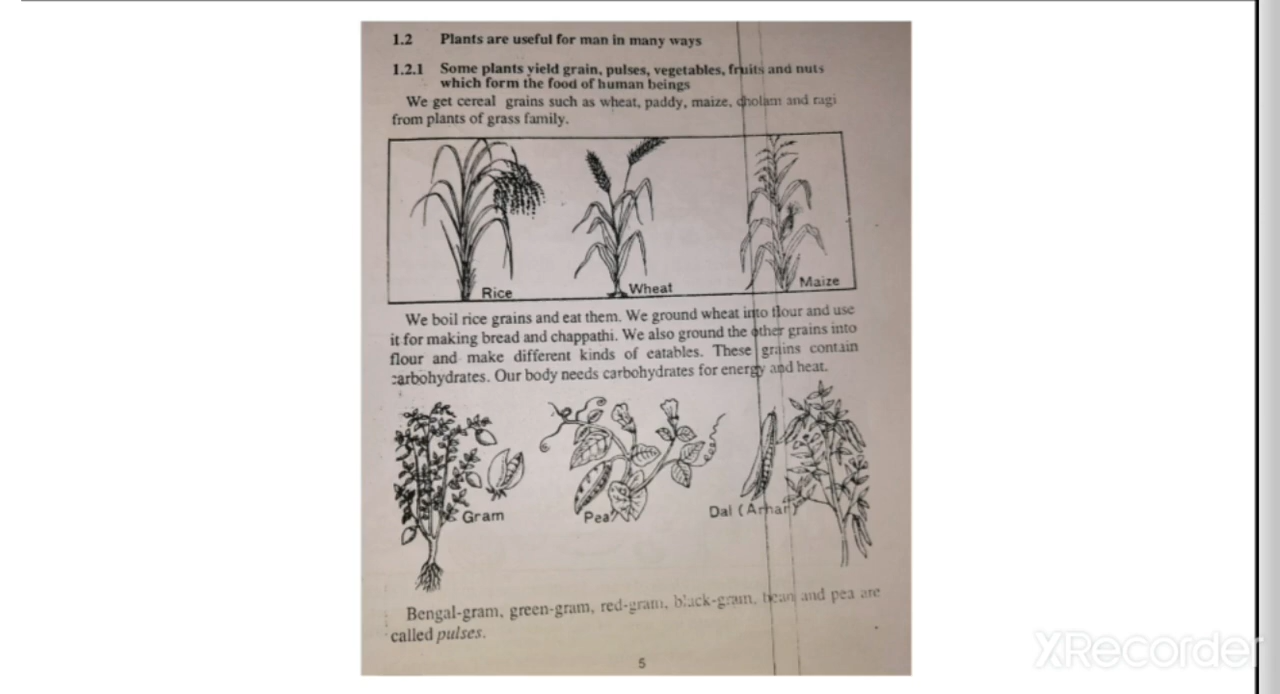 1.2 Plants are useful for man in many ways
1.2.1 Some plants yield grain, pulses, vegetables, fruits and nuts
which form the food of human beings
We get cereal grains such as wheat, paddy, maize, cholam and ragi
from plants of grass family.
Rice
Wheat
Maize
We boil rice grains and eat them. We ground wheat into flour and use
it for making bread and chappathi. We also ground the other grains into
flour and make different kinds of eatables. These grains contain
carbohydrates. Our body needs carbohydrates for energy and heat.
Gram
Pea
Dal (Arhar)
Bengal-gram, green-gram, red-gram, black-gram, bean and pea are
called pulses.
5
XRecorder